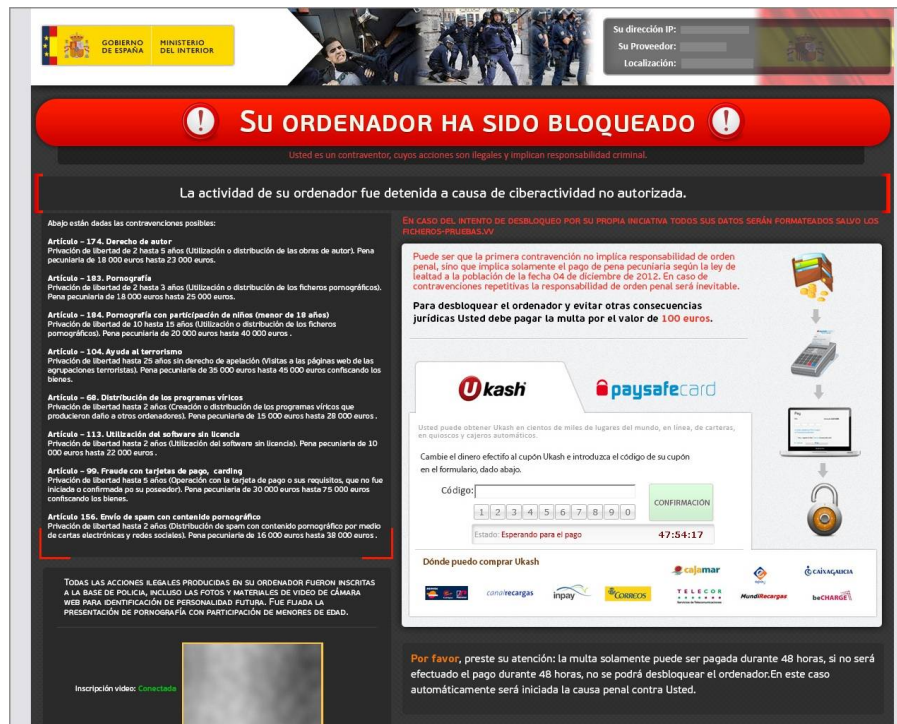 GOBIERNO DE ESPAÑA
MINISTERIO DEL INTERIOR
Su dirección IP:
Su Proveedor:
Localización:
SU ORDENADOR HA SIDO BLOQUEADO
Usted es un contraventor, cuyos acciones son ilegales y implican responsabilidad criminal.
La actividad de su ordenador fue detenida a causa de ciberactividad no autorizada.
Abajo están dadas las contravenciones posibles:
Artículo - 174. Derecho de autor
Privación de libertad de 2 hasta 5 años (Utilización o distribución de las obras de autor). Pena
pecuniaria de 18 000 euros hasta 23 000 euros.
Artículo - 183. Pornografía
Privación de libertad de 2 hasta 3 años (Utilización o distribución de los ficheros pornográficos).
Pena pecuniaria de 18 000 euros hasta 25 000 euros.
Artículo - 184. Pornografía con participación de niños (menor de 18 años)
Privación de libertad de 10 hasta 15 años (Utilización o distribución de los ficheros
pornográficos). Pena pecuniaria de 20 000 euros hasta 40 000 euros .
Artículo - 104. Ayuda al terrorismo
Privación de libertad hasta 25 años sin derecho de apelación (Visitas a las páginas web de las
agrupaciones terroristas). Pena pecuniaria de 35 000 euros hasta 45 000 euros confiscando los
bienes.
Artículo - 68. Distribución de los programas víricos
Privación de libertad hasta 2 años (Creación o distribución de los programas víricos que
producieron daño a otros ordenadores). Pena pecuniaria de 15 000 euros hasta 28 000 euros .
Artículo - 113. Utilización del software sin licencia
Privación de libertad hasta 2 años (Utilización del software sin licencia). Pena pecuniaria de 10
000 euros hasta 22 000 euros .
Artículo - 99. Fraude con tarjetas de pago, carding
Privación de libertad hasta 5 años (Operación con la tarjeta de pago o sus requisitos, que no fue
iniciada o confirmada po su poseedor). Pena pecuniaria de 30 000 euros hasta 75 000 euros
confiscando los bienes.
Artículo 156. Envío de spam con contenido pornográfico
Privación de libertad hasta 2 años (Distribución de spam con contenido pornográfico por medio
de cartas electrónicas y redes sociales). Pena pecuniaria de 16 000 euros hasta 38 000 euros .
TODAS LAS ACCIONES ILEGALES PRODUCIDAS EN SU ORDENADOR FUERON INSCRITAS
A LA BASE DE POLICIA, INCLUSO LAS FOTOS Y MATERIALES DE VIDEO DE CÁMARA
WEB PARA IDENTIFICACIÓN DE PERSONALIDAD FUTURA. FUE FIJADA LA
PRESENTACIÓN DE PORNOGRAFÍA CON PARTICIPACIÓN DE MENORES DE EDAD.
Inscripción video: Conectada
EN CASO DEL INTENTO DE DESBLOQUEO POR SU PROPIA INICIATIVA TODOS SUS DATOS SERÁN FORMATEADOS SALVO LOS
FICHEROS-PRUEBAS.VV
Puede ser que la primera contravención no implica responsabilidad de orden
penal, sino que implica solamente el pago de pena pecuniaria según la ley de
lealtad a la población de la fecha 04 de diciembre de 2012. En caso de
contravenciones repetitivas la responsabilidad de orden penal será inevitable.
Para desbloquear el ordenador y evitar otras consecuencias
jurídicas Usted debe pagar la multa por el valor de 100 euros.
Ukash
paysafecard
Usted puede obtener Ukash en cientos de miles de lugares del mundo, en línea, de carteras,
en quioscos y cajeros automáticos.
Cambie el dinero efectifo al cupón Ukash e introduzca el código de su cupón
en el formulario, dado abajo.
Código:
CONFIRMACIÓN
1 2 3 4 5 6 7 8 9 0
Estado: Esperando para el pago 47:54:17
Dónde puedo comprar Ukash
cajamar
CAIXAGALICIA
canalrecargas
inpay
CORREOS
TELECOR
MundiRecargas
beCHARGE
Por favor, preste su atención: la multa solamente puede ser pagada durante 48 horas, si no será
efectuado el pago durante 48 horas, no se podrá desbloquear el ordenador.En este caso
automáticamente será iniciada la causa penal contra Usted.